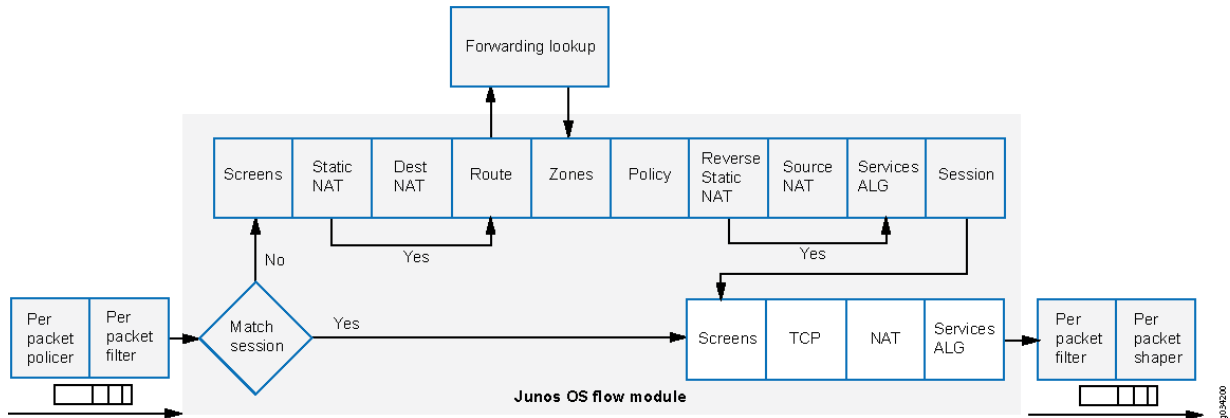 Forwarding lookup
Screens
Static
NAT
Dest
NAT
Route
Zones
Policy
Reverse
Static
NAT
Source
NAT
Services
ALG
Session
No
Yes
Yes
Per
packet
policer
Per
packet
filter
Match
session
Yes
Screens
TCP
NAT
Services
ALG
Per
packet
filter
Per
packet
shaper
Junos OS flow module
g034200